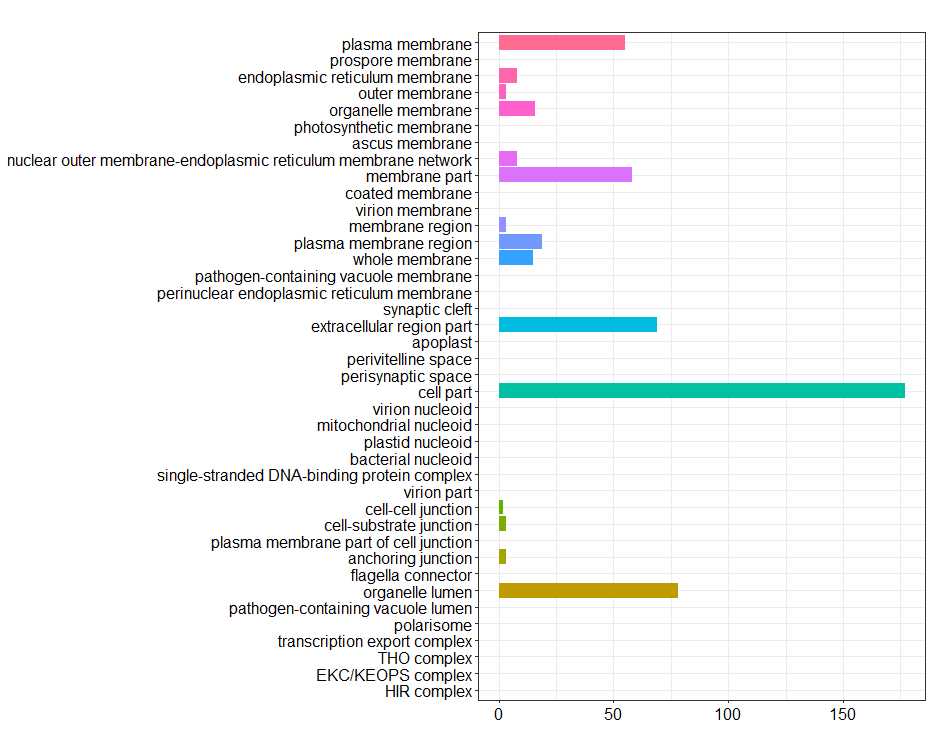 plasma membrane
prospore membrane
endoplasmic reticulum membrane
outer membrane
organelle membrane
photosynthetic membrane
ascus membrane
nuclear outer membrane-endoplasmic reticulum membrane network
membrane part
coated membrane
virion membrane
membrane region
plasma membrane region
whole membrane
pathogen-containing vacuole membrane
perinuclear endoplasmic reticulum membrane
synaptic cleft
extracellular region part
apoplast
perivitelline space
perisynaptic space
cell part
virion nucleoid
mitochondrial nucleoid
plastid nucleoid
bacterial nucleoid
single-stranded DNA-binding protein complex
virion part
cell-cell junction
cell-substrate junction
plasma membrane part of cell junction
anchoring junction
flagella connector
organelle lumen
pathogen-containing vacuole lumen
polarisome
transcription export complex
THO complex
EKC/KEOPS complex
HIR complex
0 50 100 150